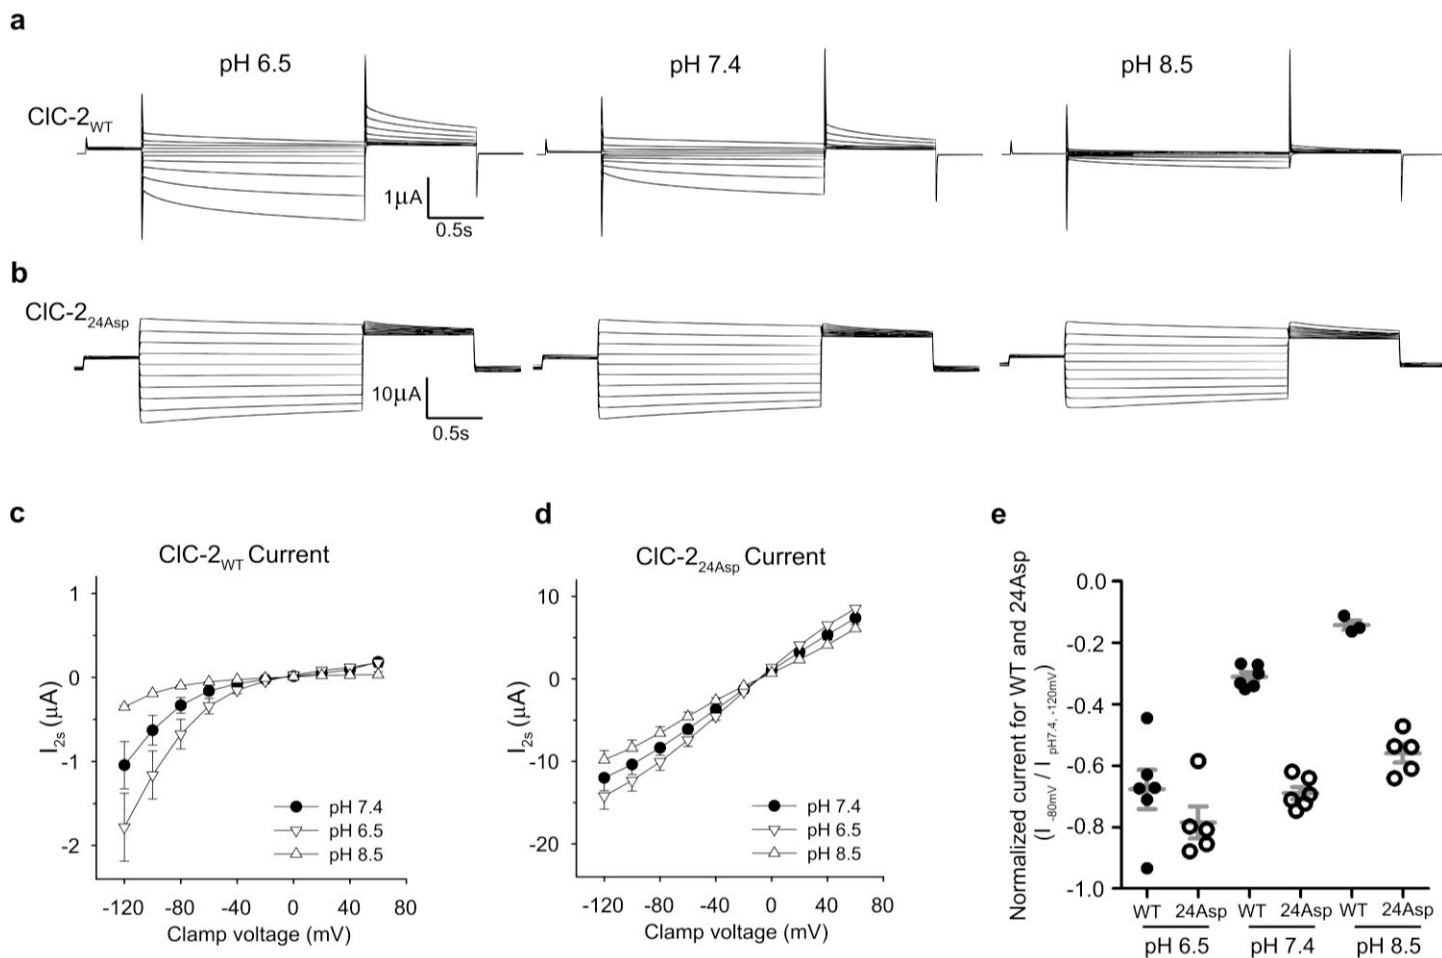 a
pH 6.5
pH 7.4
pH 8.5
ClC-2WT
1μA
0.5s
b
ClC-224Asp
10μA
0.5s
c
ClC-2WT Current
1
0
-1
-2
I2s (μA)
pH 7.4
pH 6.5
pH 8.5
-120 -80 -40 0 40 80
Clamp voltage (mV)
d
ClC-224Asp Current
10
0
-10
-20
I2s (μA)
pH 7.4
pH 6.5
pH 8.5
-120 -80 -40 0 40 80
Clamp voltage (mV)
e
Normalized current for WT and 24Asp
(I -80mV / I pH7.4, -120mV)
0.0
-0.2
-0.4
-0.6
-0.8
-1.0
WT 24Asp WT 24Asp WT 24Asp
pH 6.5 pH 7.4 pH 8.5